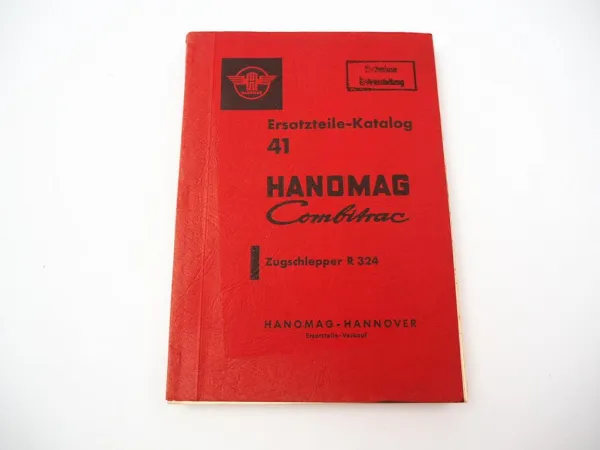 Ersatzteile-Katalog
41
HANOMAG
Combitrac
Zugschlepper R 324
HANOMAG-HANNOVER
Ersatzteile-Verkauf